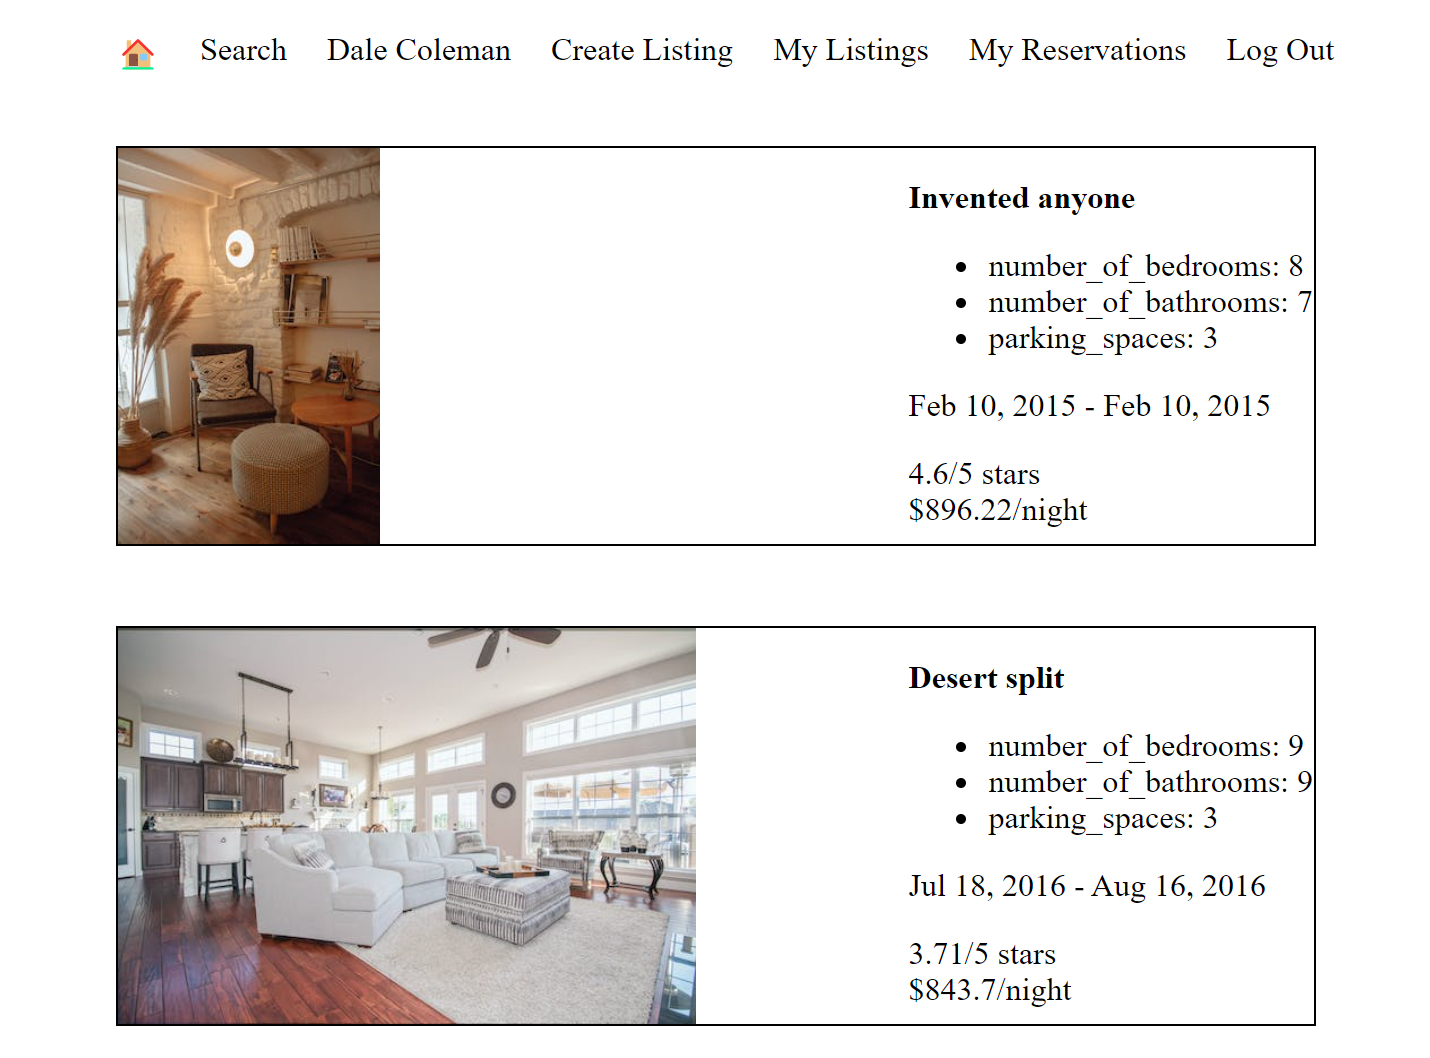 Search Dale Coleman Create Listing My Listings My Reservations Log Out
Invented anyone
number_of_bedrooms: 8
number_of_bathrooms: 7
parking_spaces: 3
Feb 10, 2015 - Feb 10, 2015
4.6/5 stars
$896.22/night
Desert split
number_of_bedrooms: 9
number_of_bathrooms: 9
parking_spaces: 3
Jul 18, 2016 - Aug 16, 2016
3.71/5 stars
$843.7/night